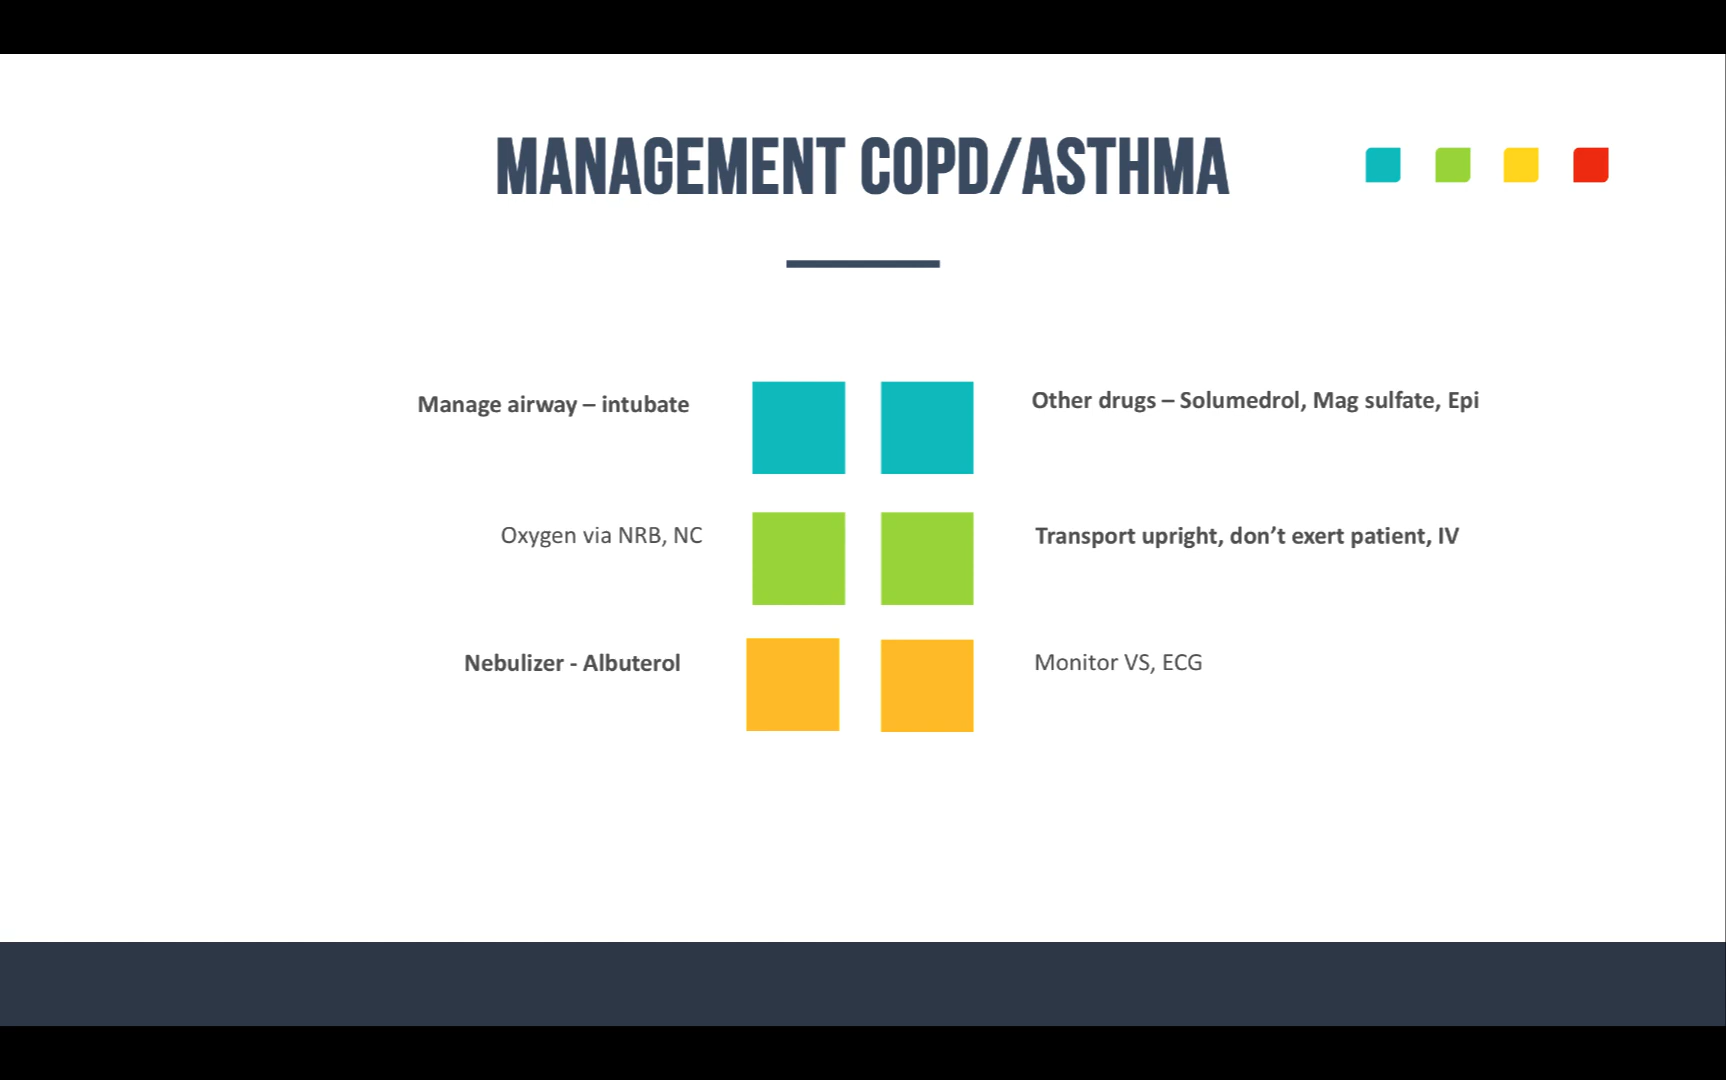 MANAGEMENT COPD/ASTHMA
Manage airway – intubate
Other drugs – Solumedrol, Mag sulfate, Epi
Oxygen via NRB, NC
Transport upright, don’t exert patient, IV
Nebulizer - Albuterol
Monitor VS, ECG